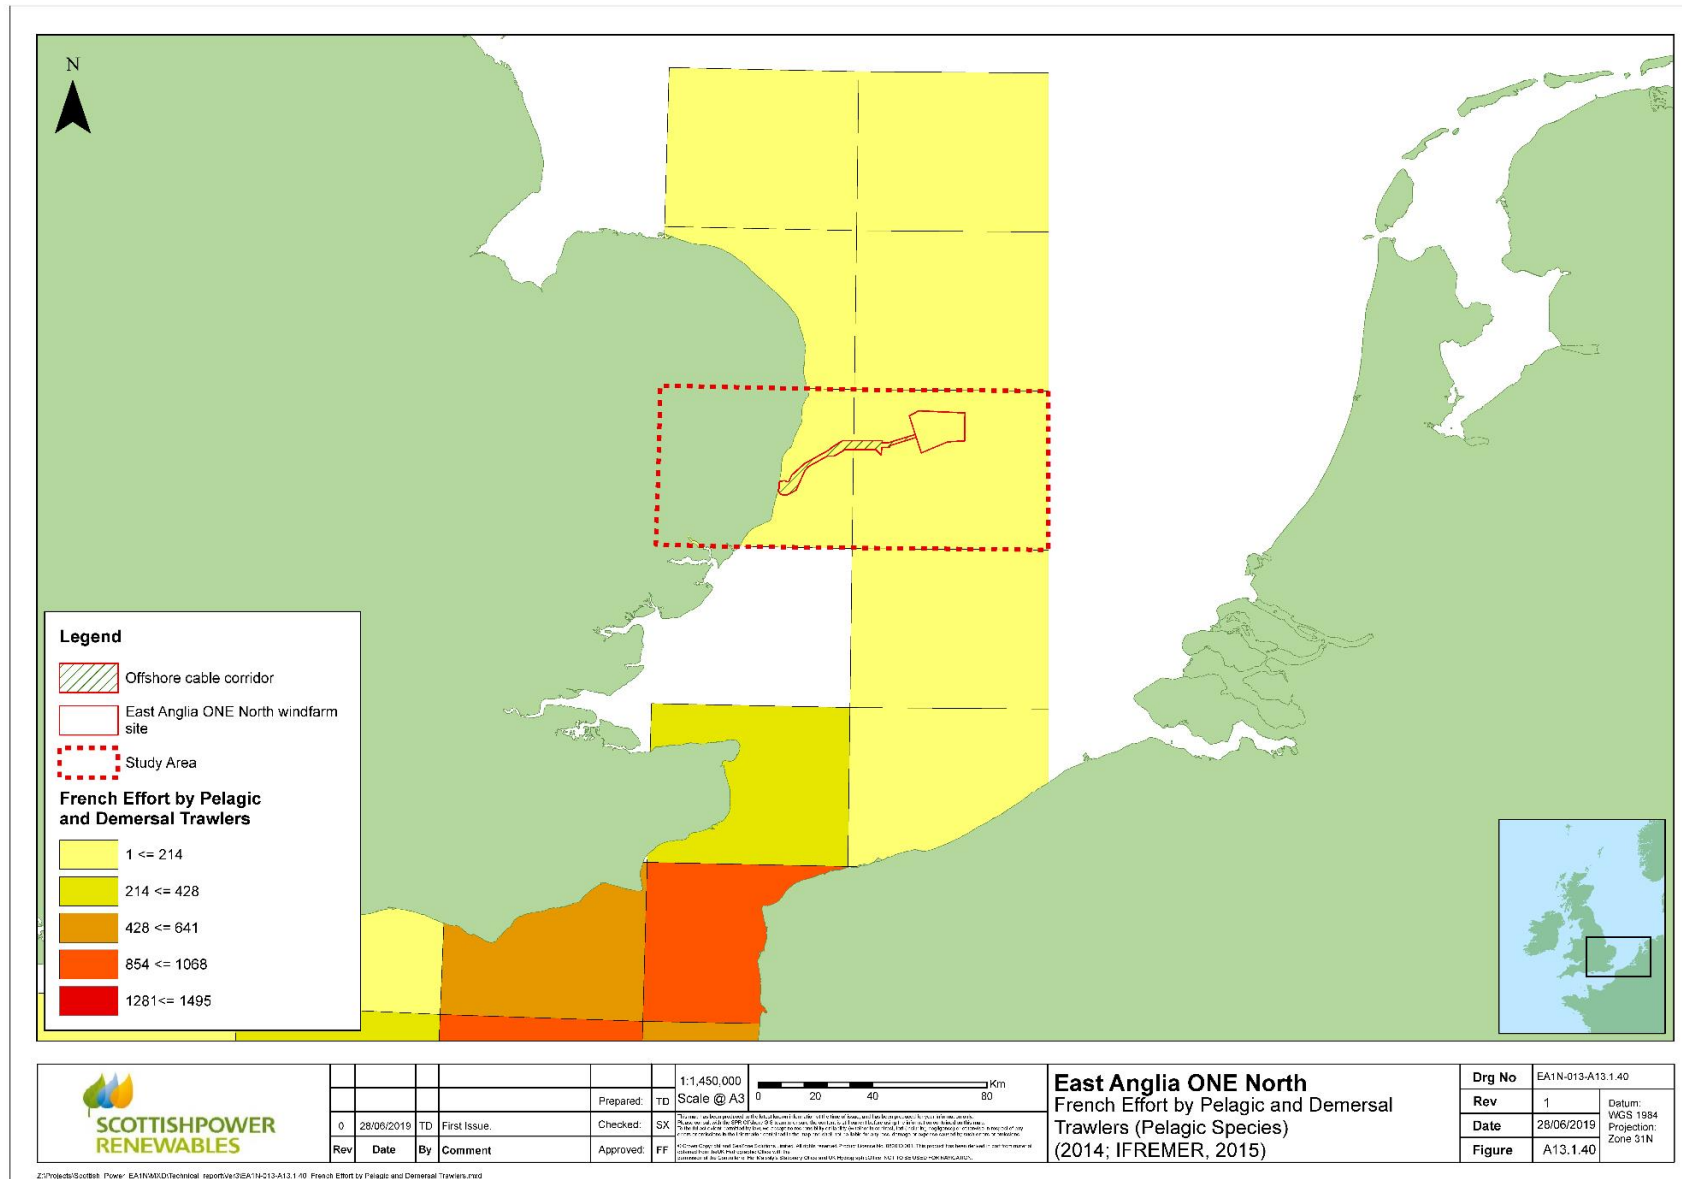 N
Legend
Offshore cable corridor
East Anglia ONE North windfarm
site
Study Area
French Effort by Pelagic
and Demersal Trawlers
1 <= 214
214 <= 428
428 <= 641
854 <= 1068
1281<= 1495
SCOTTISHPOWER
RENEWABLES
0 28/06/2019 TD First Issue.
Rev Date By Comment
Prepared: TD
Checked: SX
Approved: FF
1:1,450,000
Scale @ A3
0 20 40 80
Km
East Anglia ONE North
French Effort by Pelagic and Demersal
Trawlers (Pelagic Species)
(2014; IFREMER, 2015)
Drg No EA1N-013-A13.1.40
Rev 1
Date 28/06/2019
Figure A13.1.40
Datum:
WGS 1984
Projection:
Zone 31N